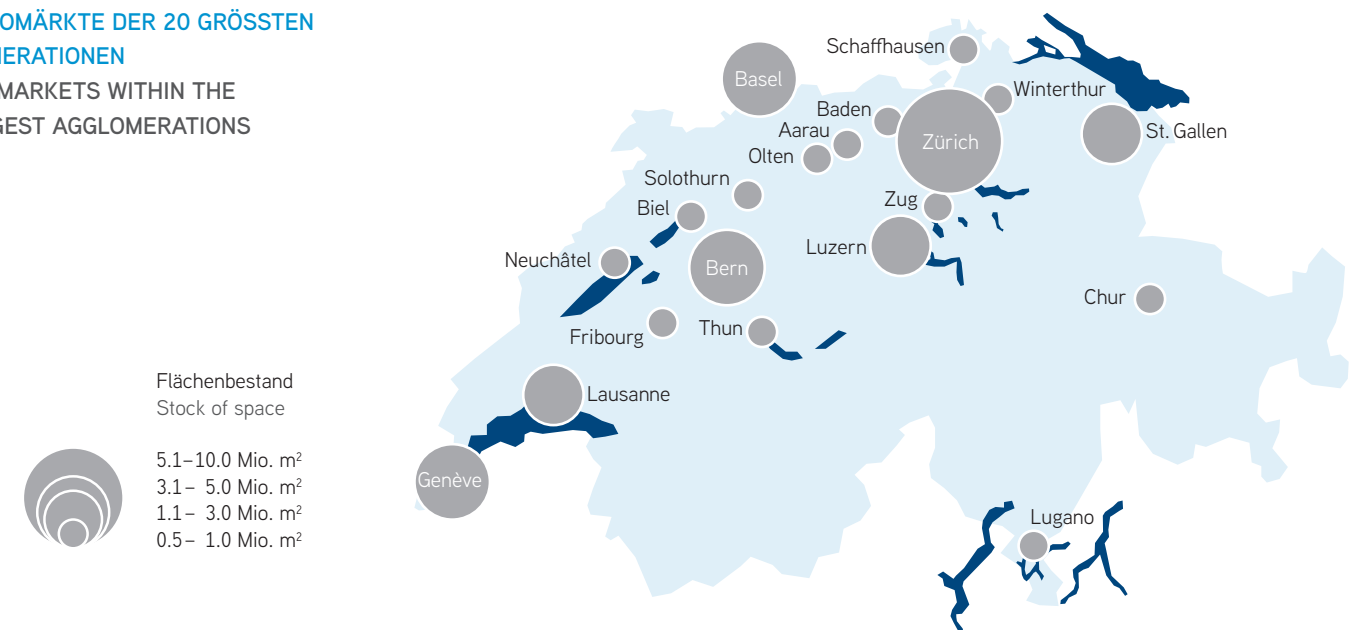 OMÄRKTE DER 20 GRÖSSTEN
ERATIONEN
MARKETS WITHIN THE
GEST AGGLOMERATIONS
Schaffhausen
Basel
Winterthur
Baden
Aarau
Zürich
St. Gallen
Olten
Solothurn
Zug
Biel
Luzern
Neuchâtel
Bern
Chur
Fribourg
Thun
Flächenbestand
Stock of space
Lausanne
5.1–10.0 Mio. m²
3.1– 5.0 Mio. m²
1.1– 3.0 Mio. m²
0.5– 1.0 Mio. m²
Genève
Lugano